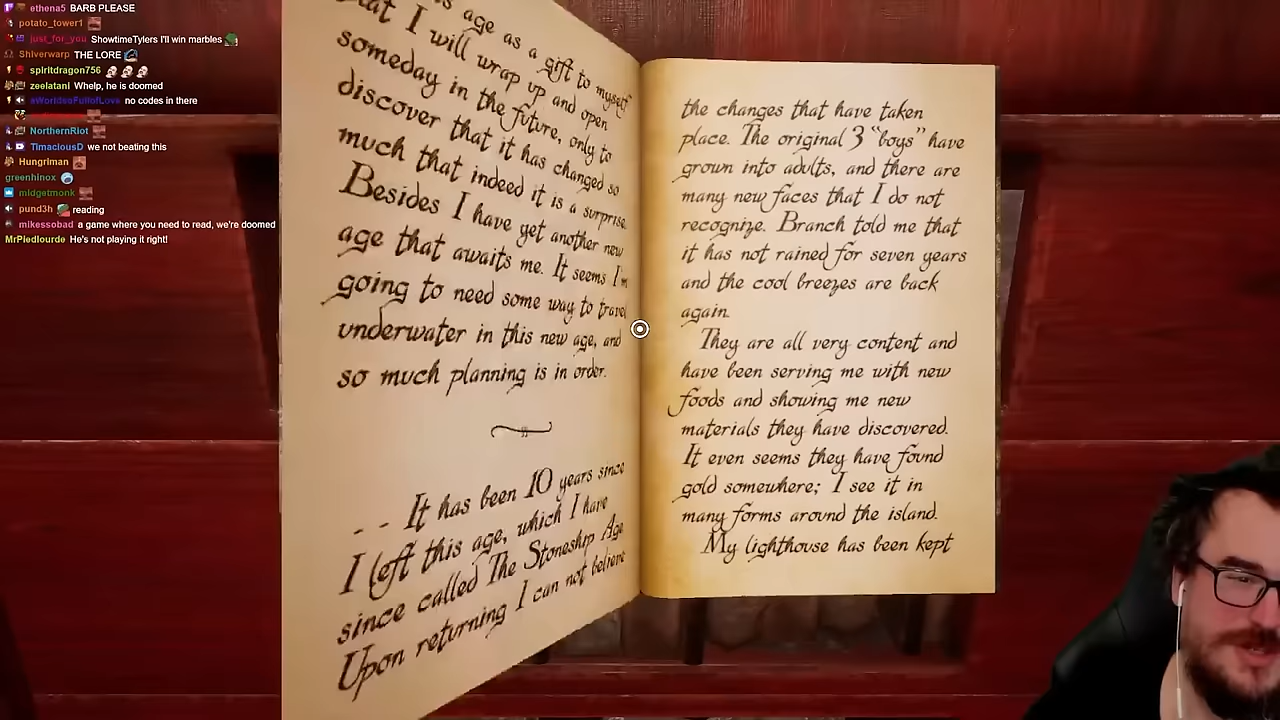 ethena5 BARB PLEASE
potato_tower1
just_for_you ShowtimeTylers I'll win marbles
Shiverwarp THE LORE
spiritdragon756
zeelatani Whelp, he is doomed
aWorldsoFullofLove no codes in there
NorthernRiot
TimaciousD we not beating this
Hungriman
greenhinox
midgetmonk
pund3h reading
mikessobad a game where you need to read, we're doomed
MrPiedlourde He's not playing it right!
age as a gift to myself
that I will wrap up and open
someday in the future, only to
discover that it has changed so
much that indeed it is a surprise.
Besides I have yet another new
age that awaits me. It seems I'm
going to need some way to travel
underwater in this new age, and
so much planning is in order.
- - It has been 10 years since
I left this age, which I have
since called The Stoneship Age.
Upon returning I can not believe
the changes that have taken
place. The original 3 "boys" have
grown into adults, and there are
many new faces that I do not
recognize. Branch told me that
it has not rained for seven years
and the cool breezes are back
again.
They are all very content and
have been serving me with new
foods and showing me new
materials they have discovered.
It even seems they have found
gold somewhere; I see it in
many forms around the island.
My lighthouse has been kept